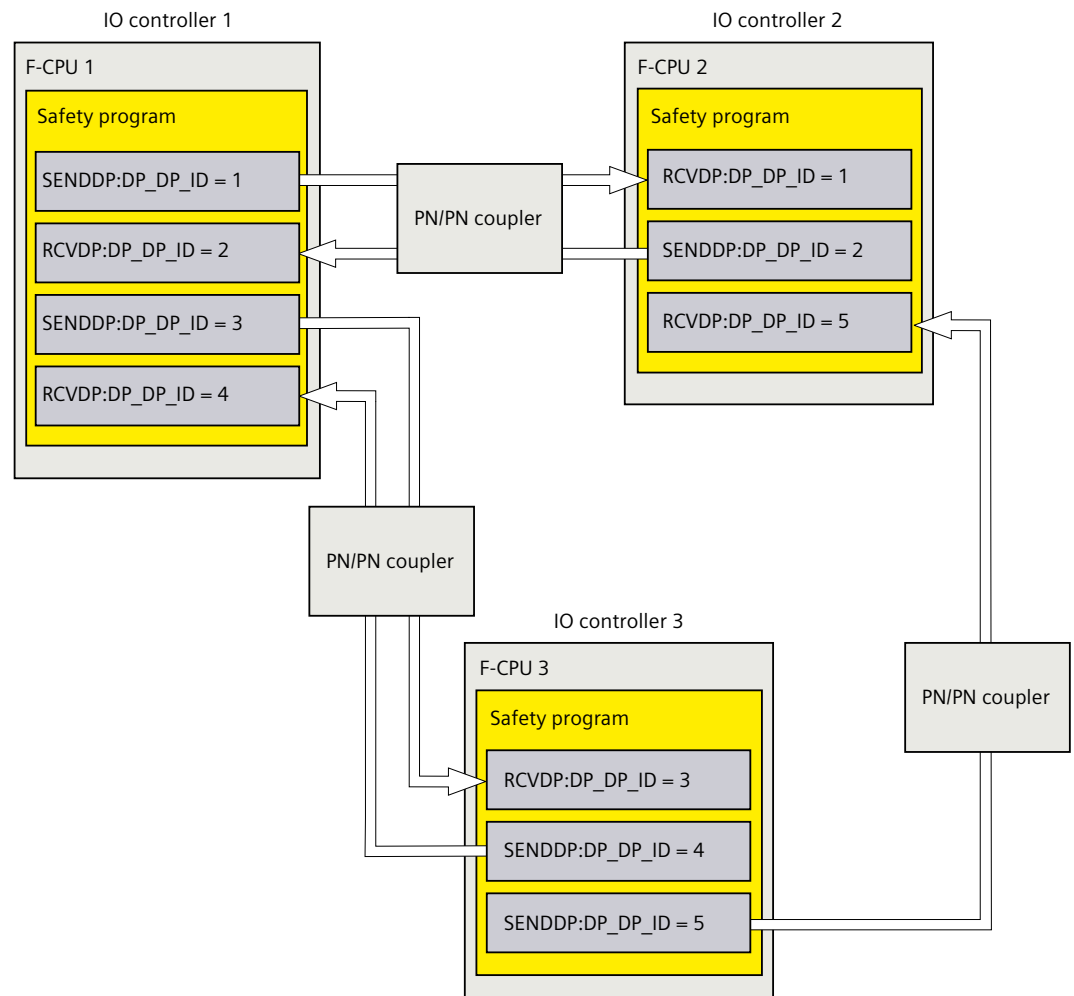 IO controller 1
F-CPU 1
Safety program
SENDDP:DP_DP_ID = 1
RCVDP:DP_DP_ID = 2
SENDDP:DP_DP_ID = 3
RCVDP:DP_DP_ID = 4
PN/PN coupler
IO controller 2
F-CPU 2
Safety program
RCVDP:DP_DP_ID = 1
SENDDP:DP_DP_ID = 2
RCVDP:DP_DP_ID = 5
PN/PN coupler
IO controller 3
F-CPU 3
Safety program
RCVDP:DP_DP_ID = 3
SENDDP:DP_DP_ID = 4
SENDDP:DP_DP_ID = 5
PN/PN coupler